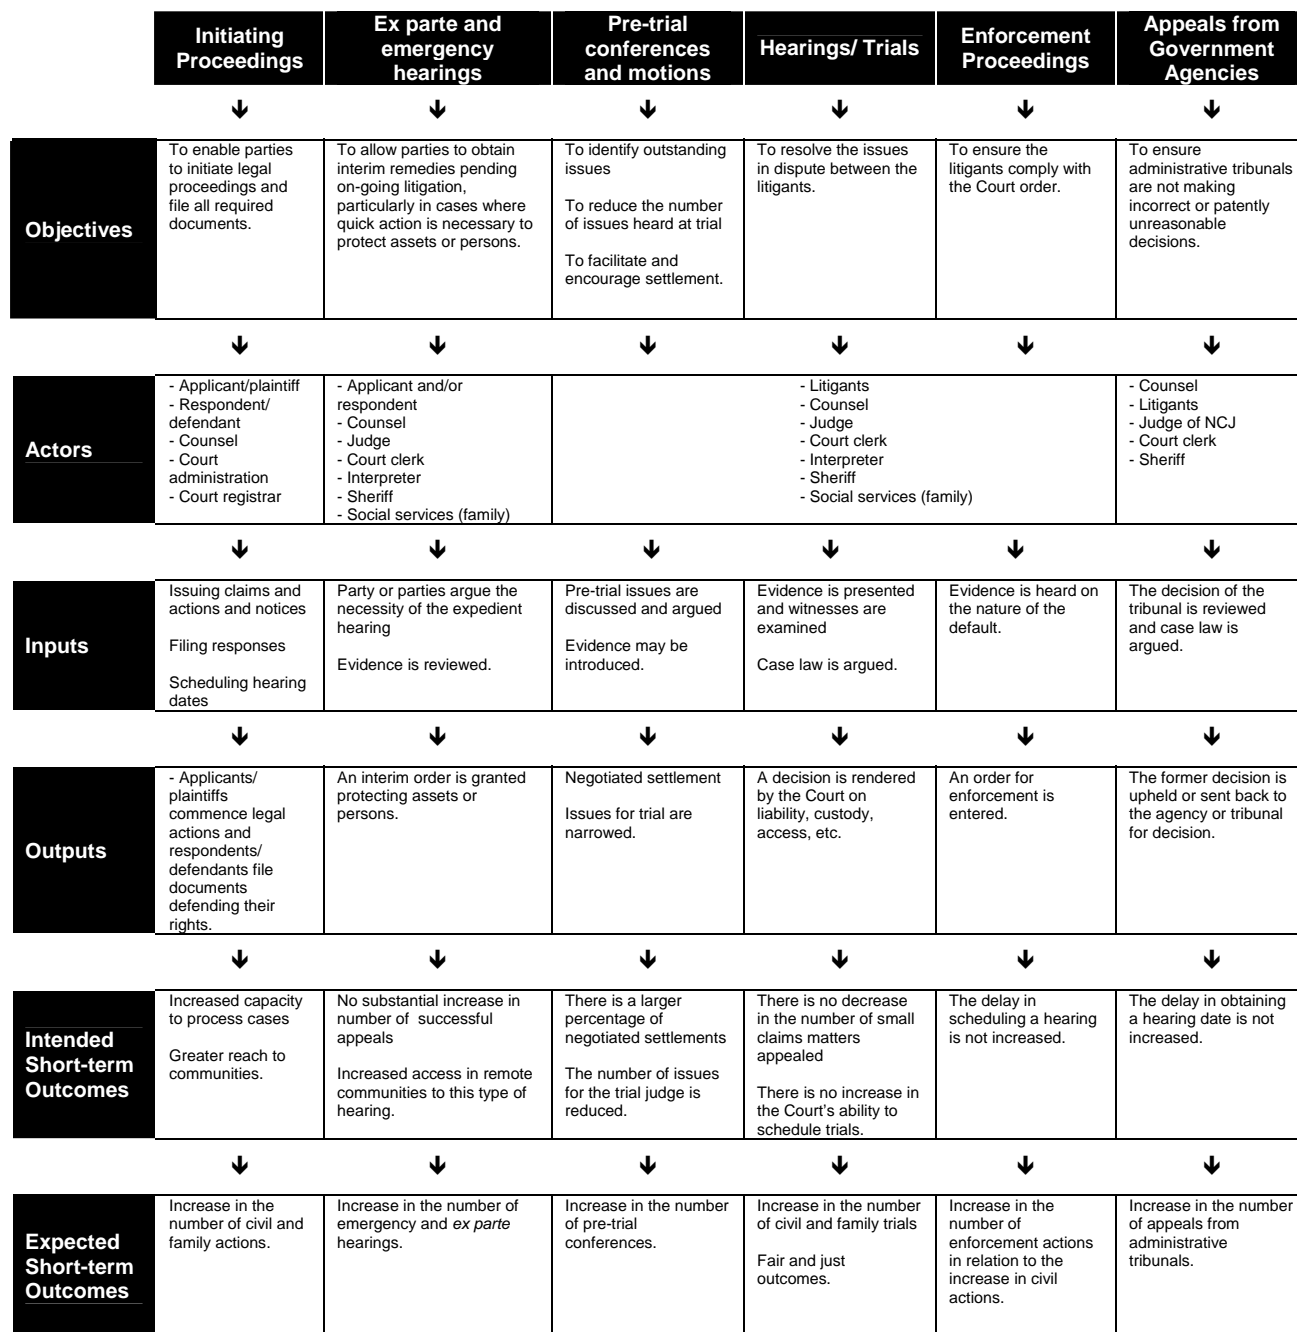 Initiating
Proceedings
Ex parte and
emergency
hearings
Pre-trial
conferences
and motions
Hearings/ Trials
Enforcement
Proceedings
Appeals from
Government
Agencies
Objectives
To enable parties
to initiate legal
proceedings and
file all required
documents.
To allow parties to obtain
interim remedies pending
on-going litigation,
particularly in cases where
quick action is necessary to
protect assets or persons.
To identify outstanding
issues
To reduce the number
of issues heard at trial
To facilitate and
encourage settlement.
To resolve the issues
in dispute between the
litigants.
To ensure the
litigants comply with
the Court order.
To ensure
administrative tribunals
are not making
incorrect or patently
unreasonable
decisions.
Actors
- Applicant/plaintiff
- Respondent/
defendant
- Counsel
- Court
administration
- Court registrar
- Applicant and/or
respondent
- Counsel
- Judge
- Court clerk
- Interpreter
- Sheriff
- Social services (family)
- Litigants
- Counsel
- Judge
- Court clerk
- Interpreter
- Sheriff
- Social services (family)
- Counsel
- Litigants
- Judge of NCJ
- Court clerk
- Sheriff
Inputs
Issuing claims and
actions and notices
Filing responses
Scheduling hearing
dates
Party or parties argue the
necessity of the expedient
hearing
Evidence is reviewed.
Pre-trial issues are
discussed and argued
Evidence may be
introduced.
Evidence is presented
and witnesses are
examined
Case law is argued.
Evidence is heard on
the nature of the
default.
The decision of the
tribunal is reviewed
and case law is
argued.
Outputs
- Applicants/
plaintiffs
commence legal
actions and
respondents/
defendants file
documents
defending their
rights.
An interim order is granted
protecting assets or
persons.
Negotiated settlement
Issues for trial are
narrowed.
A decision is rendered
by the Court on
liability, custody,
access, etc.
An order for
enforcement is
entered.
The former decision is
upheld or sent back to
the agency or tribunal
for decision.
Intended
Short-term
Outcomes
Increased capacity
to process cases
Greater reach to
communities.
No substantial increase in
number of successful
appeals
Increased access in remote
communities to this type of
hearing.
There is a larger
percentage of
negotiated settlements
The number of issues
for the trial judge is
reduced.
There is no decrease
in the number of small
claims matters
appealed
There is no increase in
the Court's ability to
schedule trials.
The delay in
scheduling a hearing
is not increased.
The delay in obtaining
a hearing date is not
increased.
Expected
Short-term
Outcomes
Increase in the
number of civil and
family actions.
Increase in the number of
emergency and ex parte
hearings.
Increase in the number
of pre-trial
conferences.
Increase in the number
of civil and family trials
Fair and just
outcomes.
Increase in the
number of
enforcement actions
in relation to the
increase in civil
actions.
Increase in the number
of appeals from
administrative
tribunals.